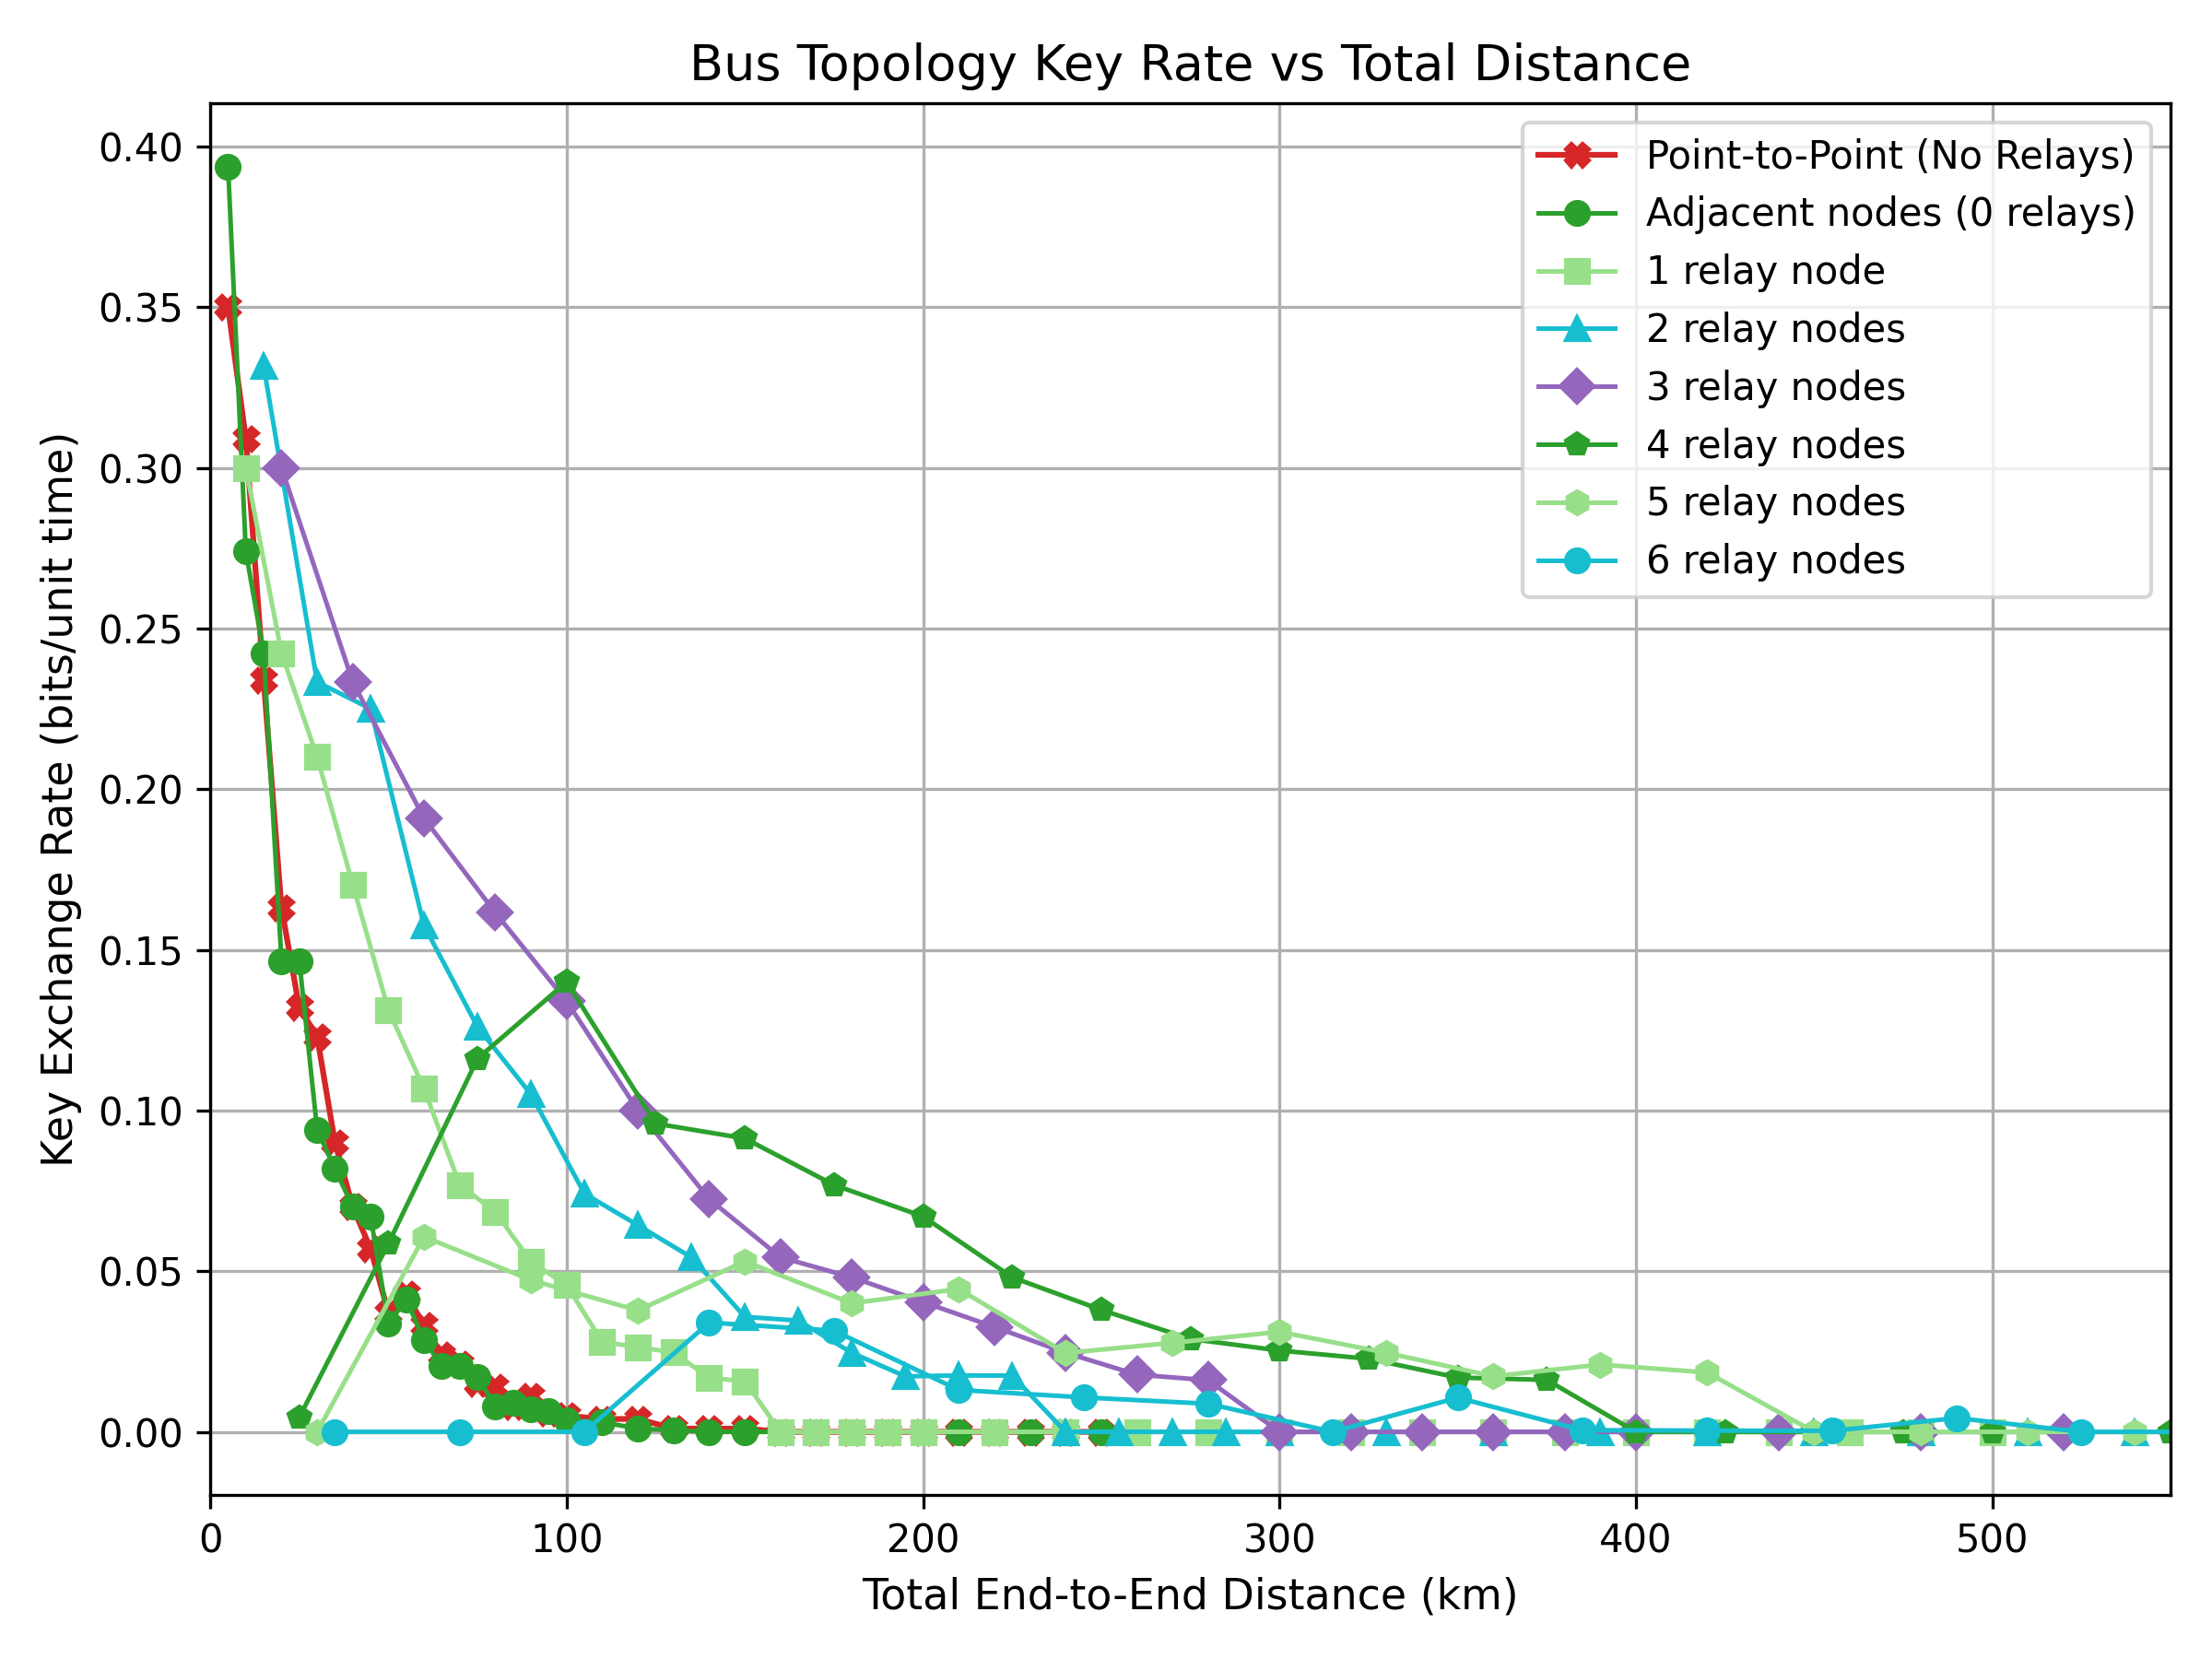 Bus Topology Key Rate vs Total Distance
Key Exchange Rate (bits/unit time)
0.40
0.35
0.30
0.25
0.20
0.15
0.10
0.05
0.00
Point-to-Point (No Relays)
Adjacent nodes (0 relays)
1 relay node
2 relay nodes
3 relay nodes
4 relay nodes
5 relay nodes
6 relay nodes
0 100 200 300 400 500
Total End-to-End Distance (km)